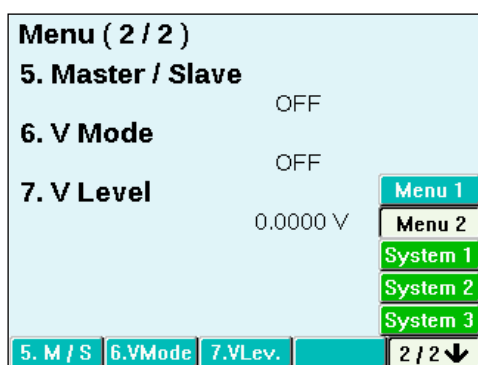 Menu ( 2 / 2 )
5. Master / Slave
OFF
6. V Mode
OFF
7. V Level
0.0000 V
Menu 1
Menu 2
System 1
System 2
System 3
5. M / S 6.VMode 7.VLev. 2 / 2